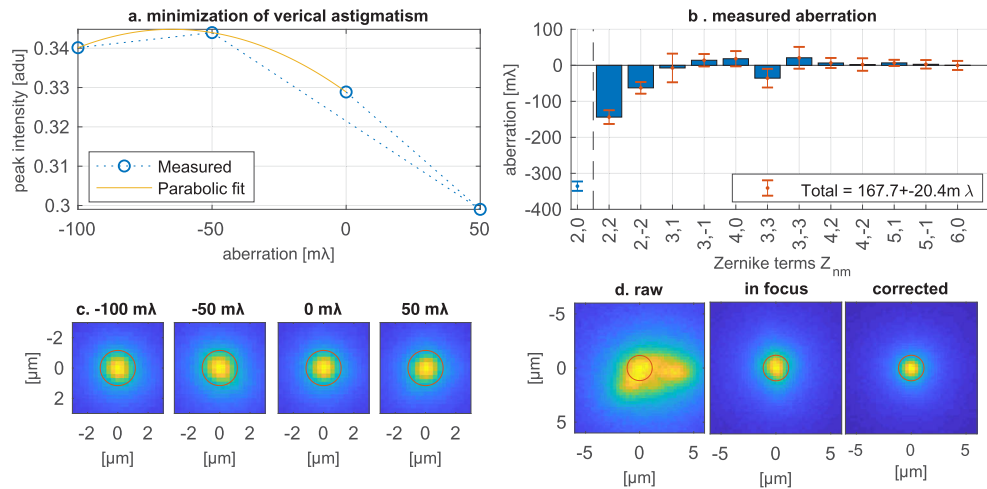 a. minimization of verical astigmatism
peak intensity [adu]
0.34
0.33
0.32
0.31
0.3
Measured
Parabolic fit
-100
-50
0
50
aberration [mλ]
b . measured aberration
aberration [mλ]
100
0
-100
-200
-300
-400
Total = 167.7+-20.4m λ
2,0
2,2
2,-2
3,1
3,-1
4,0
3,3
3,-3
4,2
4,-2
5,1
5,-1
6,0
Zernike terms Znm
c. -100 mλ
-50 mλ
0 mλ
50 mλ
[µm]
-2
0
2
-2 0 2
-2 0 2
-2 0 2
-2 0 2
[µm]
[µm]
[µm]
[µm]
d. raw
in focus
corrected
-5
0
5
-5 0 5
-5 0 5
-5 0 5
[µm]
[µm]
[µm]